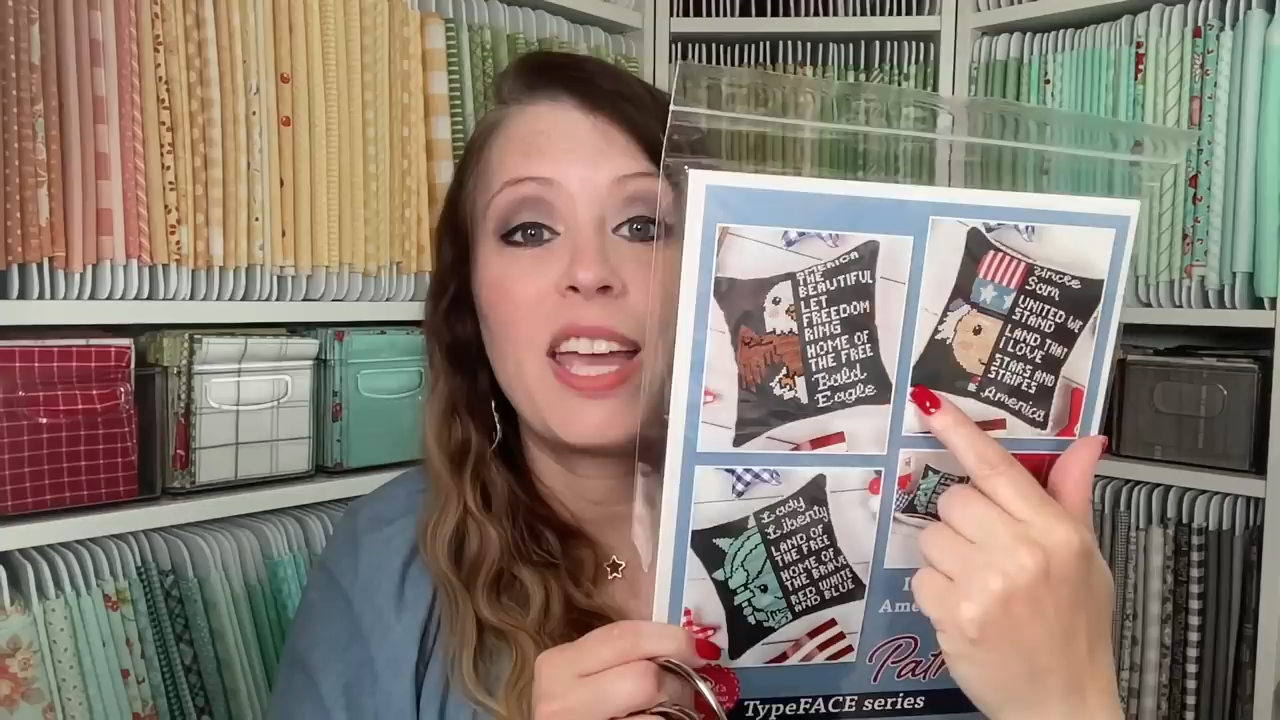 AMERICA
THE
BEAUTIFUL
LET
FREEDOM
RING
HOME OF
THE FREE
Bald
Eagle
Uncle
Sam
UNITED WE
STAND
LAND THAT
I LOVE
STARS AND
STRIPES
America
Lady
Liberty
LAND OF
THE FREE
HOME OF
THE BRAVE
RED WHITE
AND BLUE
TypeFACE series